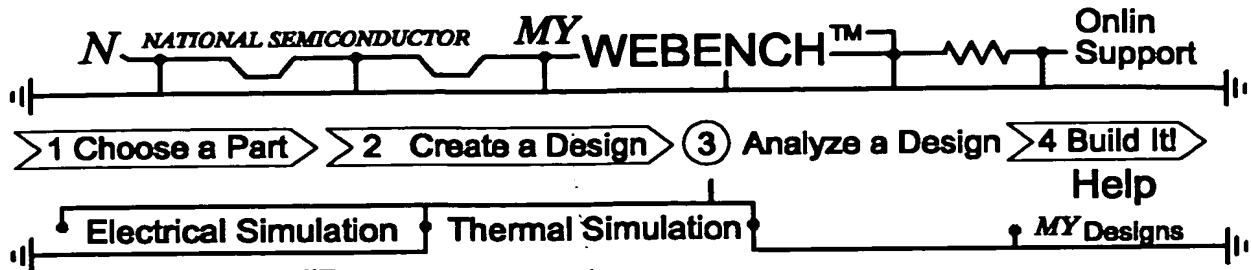 N NATIONAL SEMICONDUCTOR MY WEBENCH™ Onlin
Support
1 Choose a Part 2 Create a Design 3 Analyze a Design 4 Build It!
Help
Electrical Simulation Thermal Simulation MY Designs